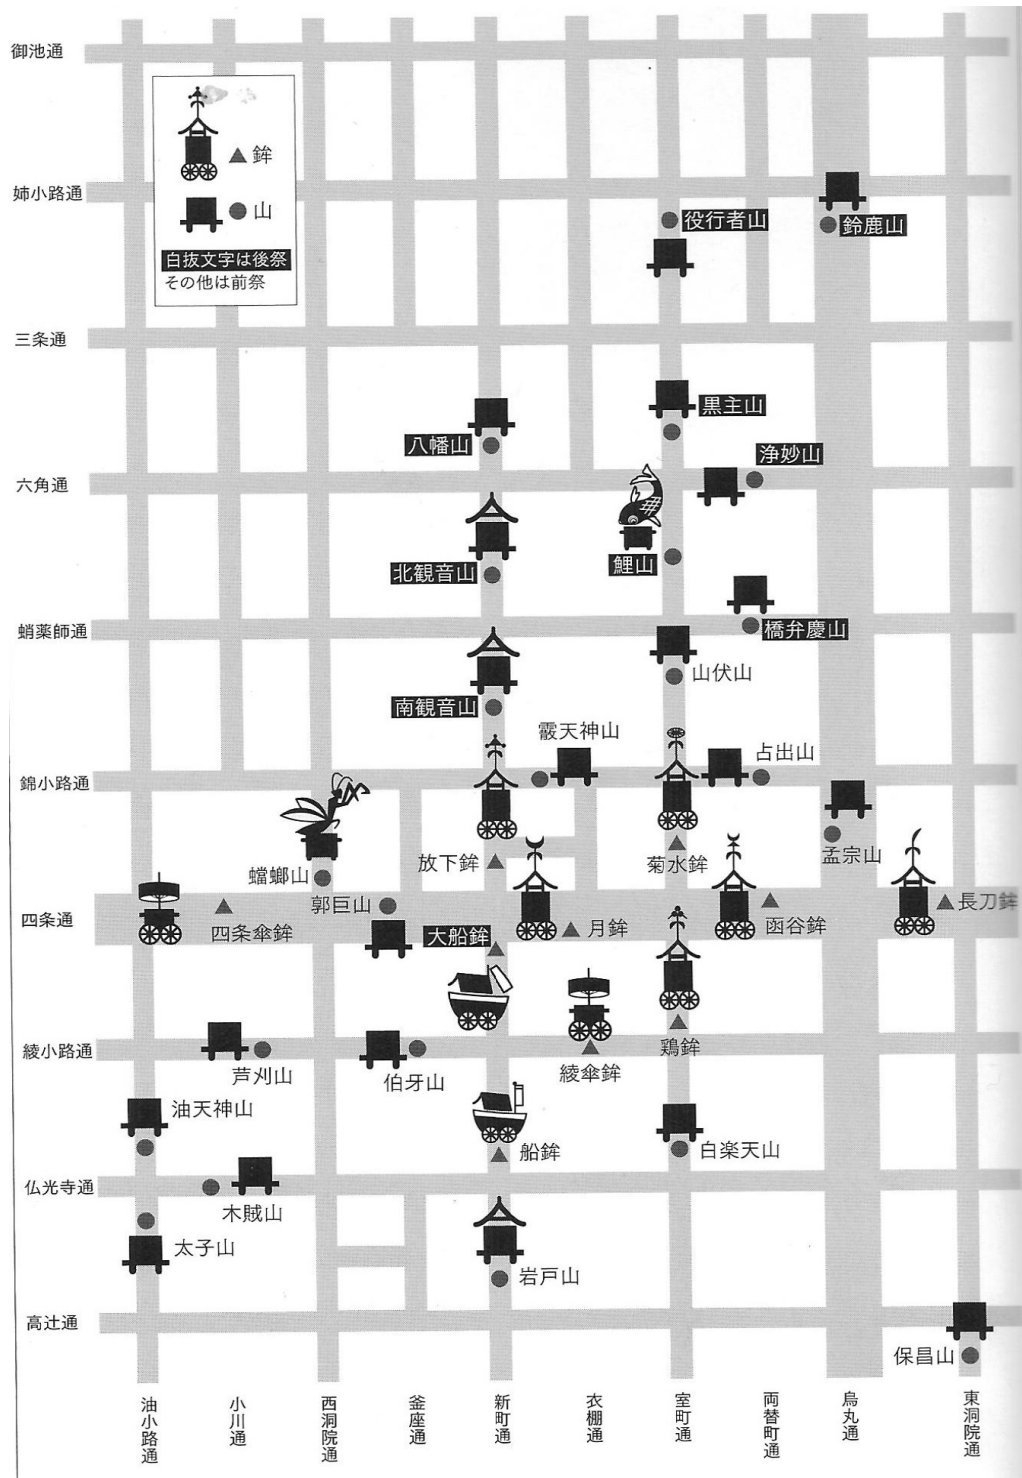 御池通
鉾
山
白抜文字は後祭
その他は前祭
姉小路通
役行者山
鈴鹿山
三条通
黒主山
八幡山
浄妙山
六角通
鯉山
北観音山
蛸薬師通
橋弁慶山
山伏山
南観音山
霰天神山
占出山
錦小路通
孟宗山
放下鉾
菊水鉾
蟷螂山
郭巨山
長刀鉾
四条通
四条傘鉾
大船鉾
月鉾
函谷鉾
綾小路通
芦刈山
伯牙山
綾傘鉾
鶏鉾
油天神山
船鉾
白楽天山
仏光寺通
木賊山
太子山
岩戸山
高辻通
保昌山
油小路通
小川通
西洞院通
釜座通
新町通
衣棚通
室町通
両替町通
烏丸通
東洞院通